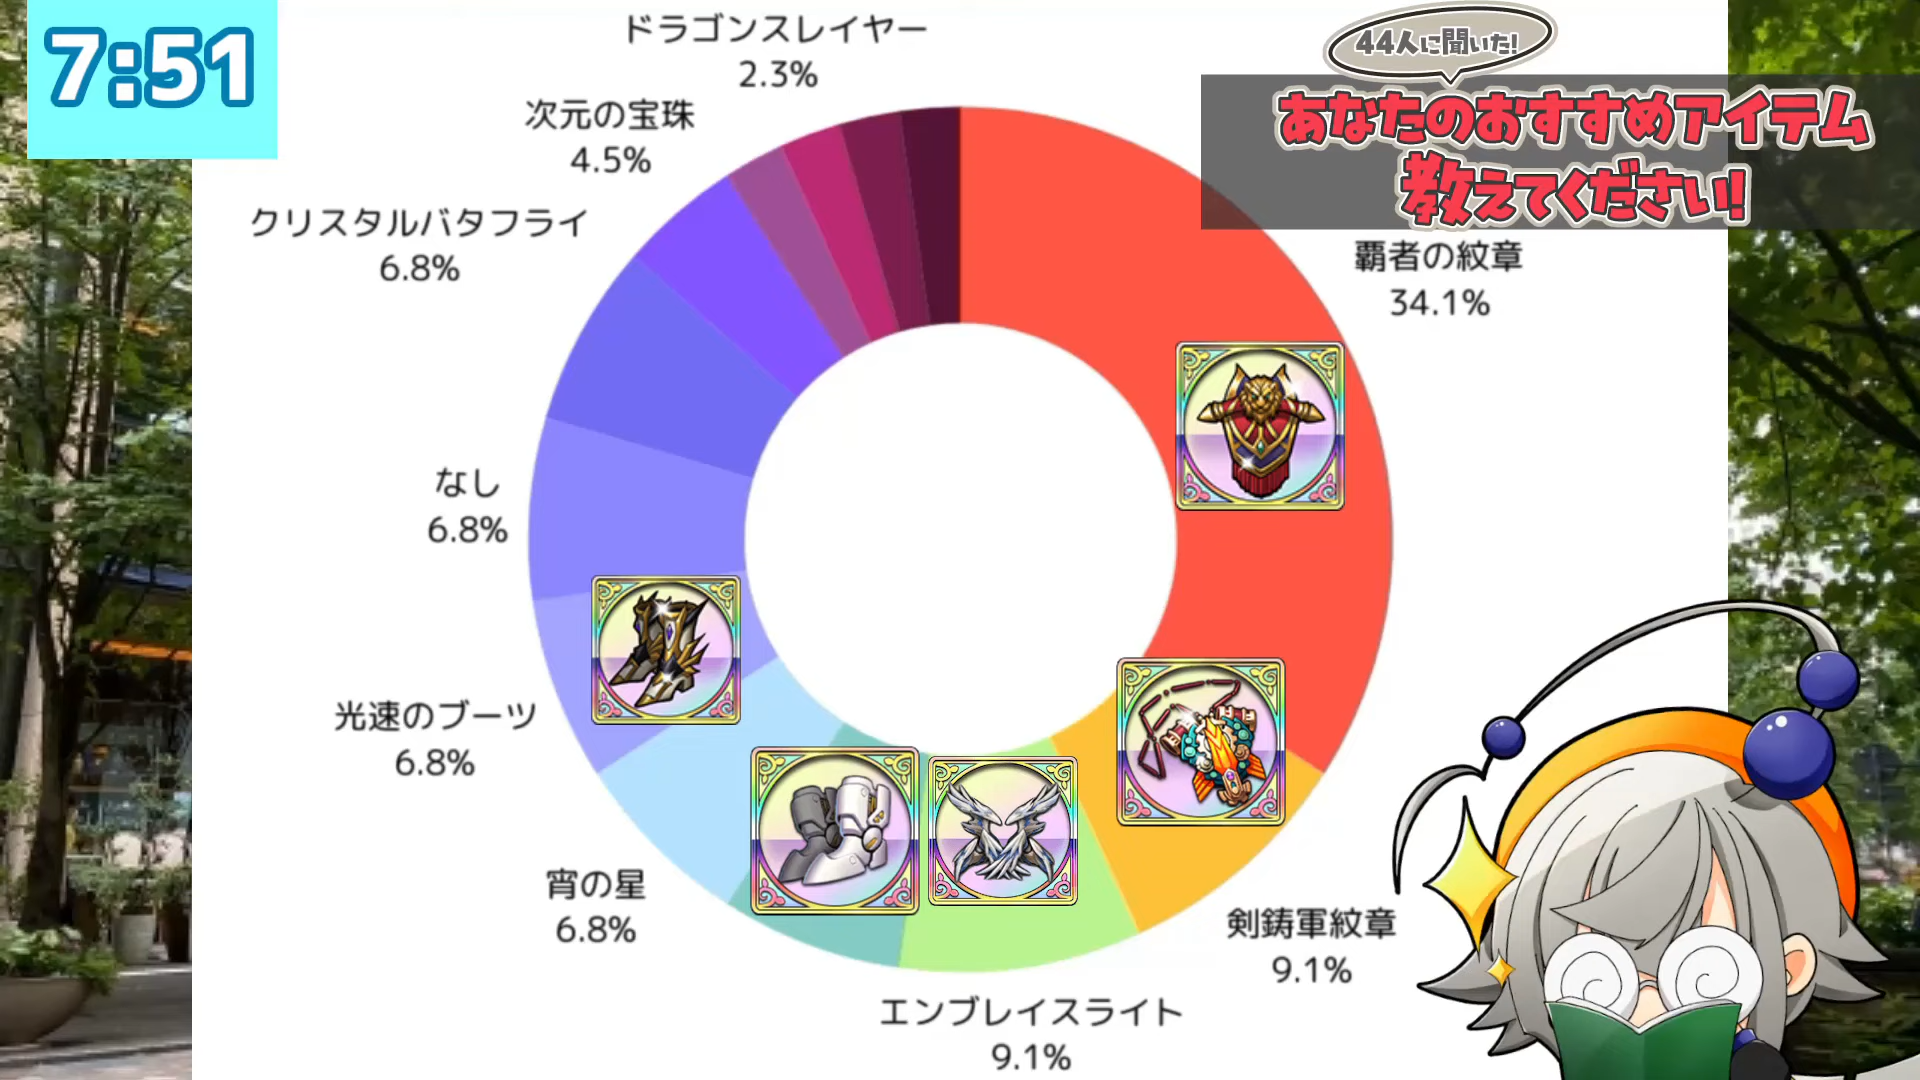 7:51
44人に聞いた!
あなたのおすすめアイテム
教えてください!
ドラゴンスレイヤー
2.3%
次元の宝珠
4.5%
クリスタルバタフライ
6.8%
覇者の紋章
34.1%
なし
6.8%
光速のブーツ
6.8%
宵の星
6.8%
剣鋳軍紋章
9.1%
エンブレイスライト
9.1%